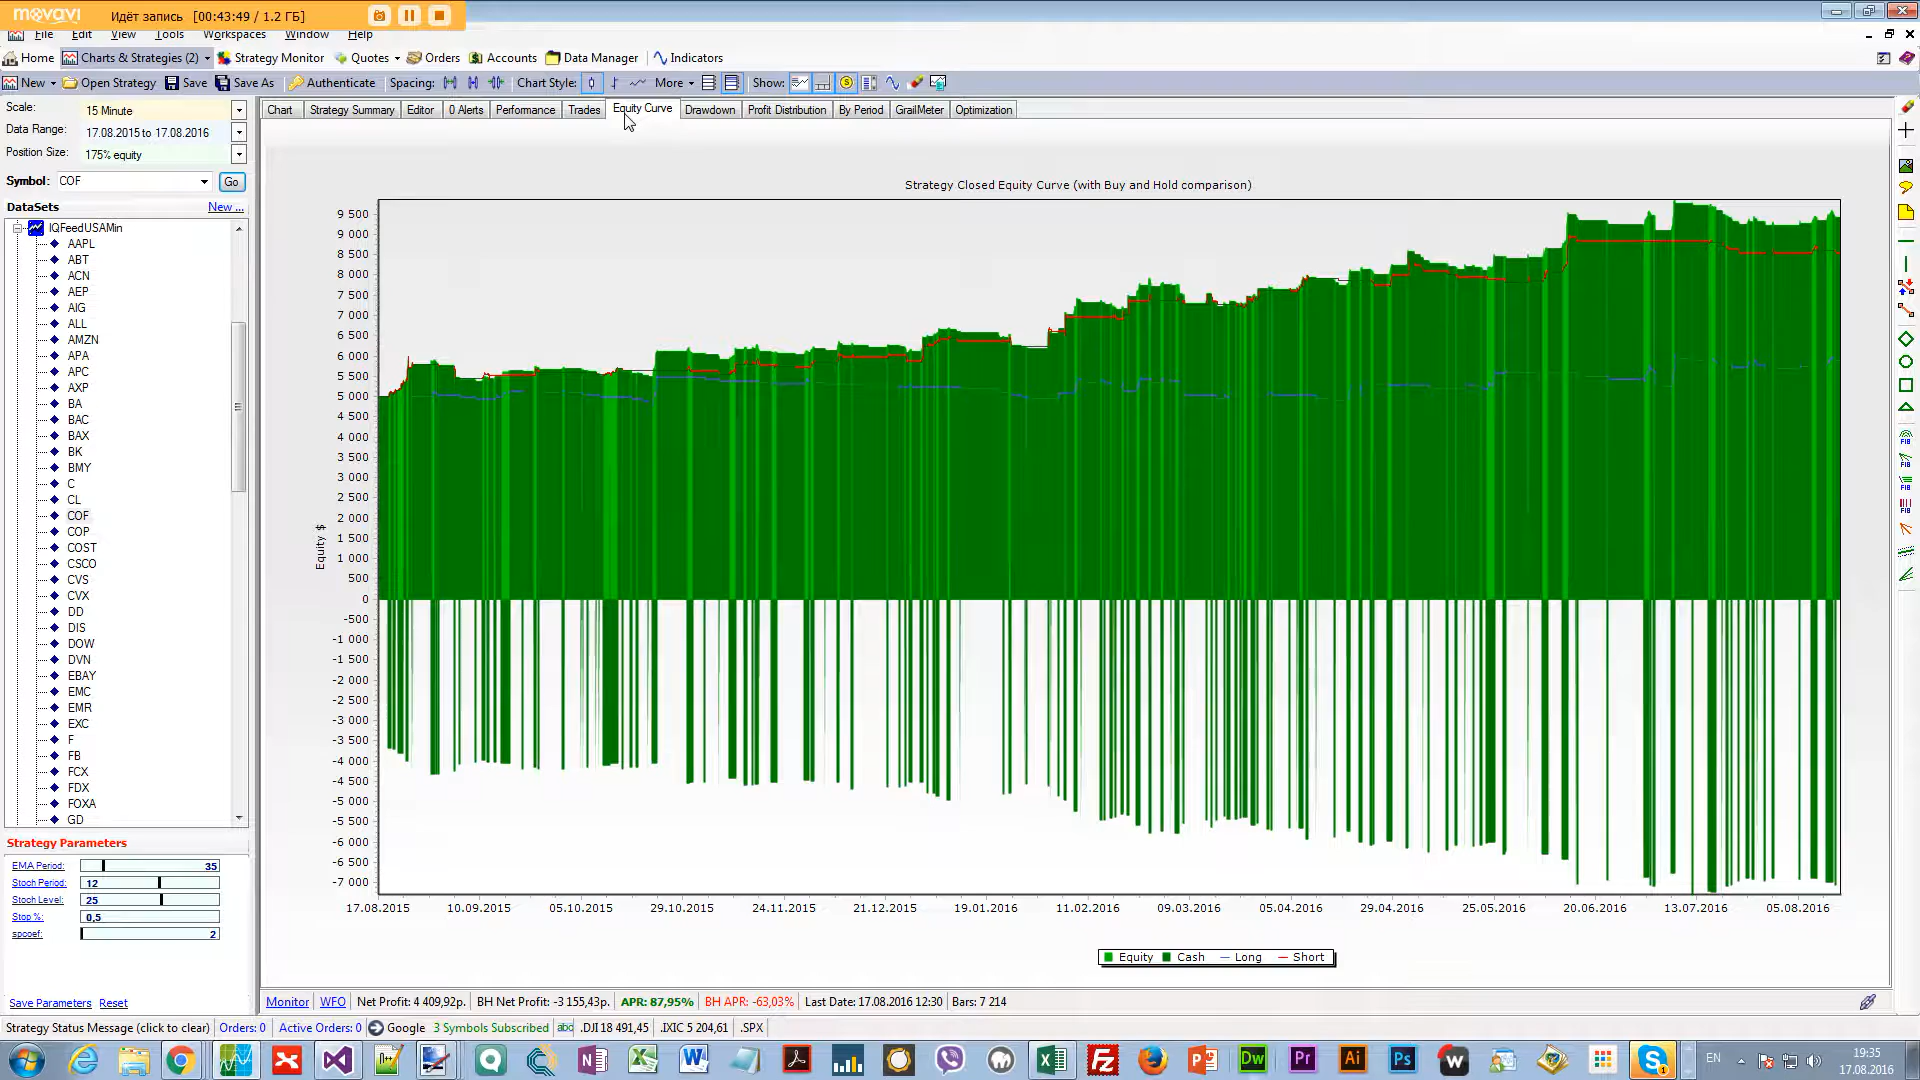 movavi Идёт запись [00:43:49 / 1.2 ГБ]
File Edit View Tools Workspaces Window Help
Home Charts & Strategies (2) Strategy Monitor Quotes Orders Accounts Data Manager Indicators
New Open Strategy Save Save As Authenticate Spacing: Chart Style: More Show:
Scale: 15 Minute
Data Range: 17.08.2015 to 17.08.2016
Position Size: 175% equity
Symbol: COF Go
DataSets New ...
IQFeedUSAMin
AAPL
ABT
ACN
AEP
AIG
ALL
AMZN
APA
APC
AXP
BA
BAC
BAX
BK
BMY
C
CL
COF
COP
COST
CSCO
CVS
CVX
DD
DIS
DOW
DVN
EBAY
EMC
EMR
EXC
F
FB
FCX
FDX
FOXA
GD
Strategy Parameters
EMA Period: 35
Stoch Period: 12
Stoch Level: 25
Stop %: 0,5
spcoef: 2
Save Parameters Reset
Chart Strategy Summary Editor 0 Alerts Performance Trades Equity Curve Drawdown Profit Distribution By Period GrailMeter Optimization
Strategy Closed Equity Curve (with Buy and Hold comparison)
Equity $
9 500
9 000
8 500
8 000
7 500
7 000
6 500
6 000
5 500
5 000
4 500
4 000
3 500
3 000
2 500
2 000
1 500
1 000
500
0
-500
-1 000
-1 500
-2 000
-2 500
-3 000
-3 500
-4 000
-4 500
-5 000
-5 500
-6 000
-6 500
-7 000
17.08.2015 10.09.2015 05.10.2015 29.10.2015 24.11.2015 21.12.2015 19.01.2016 11.02.2016 09.03.2016 05.04.2016 29.04.2016 25.05.2016 20.06.2016 13.07.2016 05.08.2016
Equity Cash Long Short
FIB
FIB
FIB
FIB
Monitor WFO Net Profit: 4 409,92р. BH Net Profit: -3 155,43р. APR: 87,95% BH APR: -63,03% Last Date: 17.08.2016 12:30 Bars: 7 214
Strategy Status Message (click to clear) Orders: 0 Active Orders: 0 Google 3 Symbols Subscribed abc .DJI 18 491,45 .IXIC 5 204,61 .SPX
Dw Pr Ai Ps
EN 19:35
17.08.2016